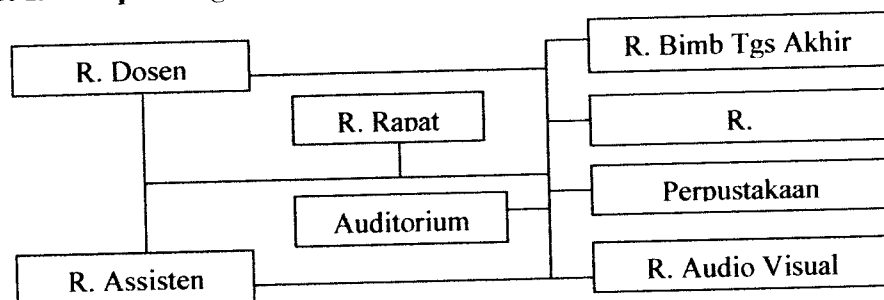 R. Dosen
R. Bimb Tgs Akhir
R. Rapat
R.
Perpustakaan
Auditorium
R. Assisten
R. Audio Visual